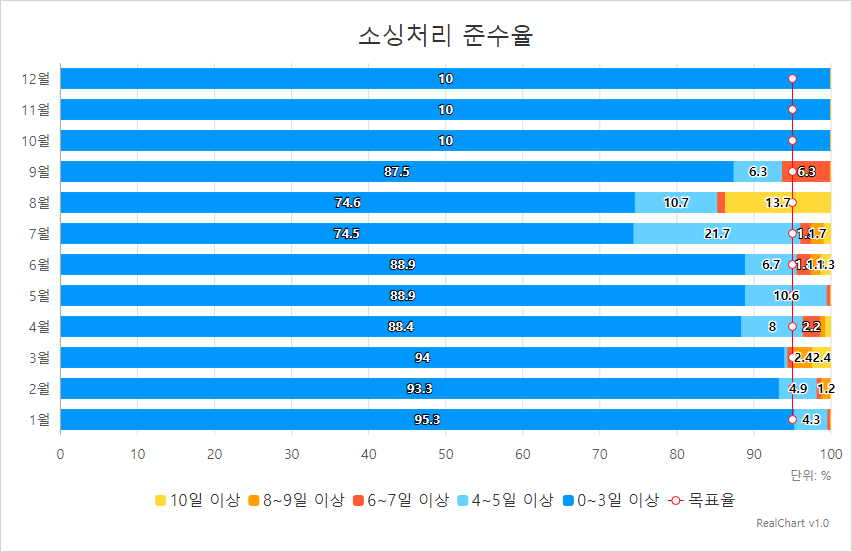 소싱처리 준수율
12월 10
11월 10
10월 10
9월 87.5 6.3 6.3
8월 74.6 10.7 13.7
7월 74.5 21.7 1.7
6월 88.9 6.7
5월 88.9 10.6
4월 88.4 8 2.2
3월 94 2.4 2.4
2월 93.3 4.9 1.2
1월 95.3 4.3
0 10 20 30 40 50 60 70 80 90 100
단위: %
10일 이상 8~9일 이상 6~7일 이상 4~5일 이상 0~3일 이상 목표율
RealChart v1.0